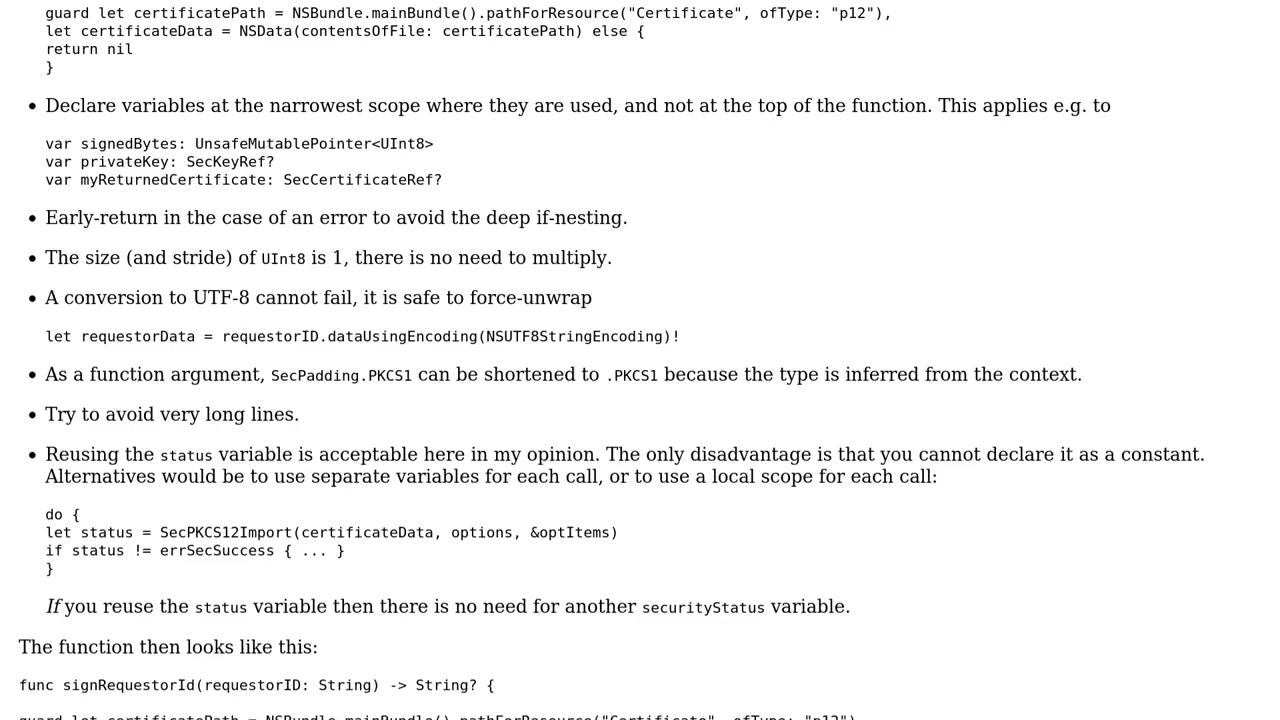 guard let certificatePath = NSBundle.mainBundle().pathForResource("Certificate", ofType: "p12"),
let certificateData = NSData(contentsOfFile: certificatePath) else {
return nil
}
• Declare variables at the narrowest scope where they are used, and not at the top of the function. This applies e.g. to
var signedBytes: UnsafeMutablePointer<UInt8>
var privateKey: SecKeyRef?
var myReturnedCertificate: SecCertificateRef?
• Early-return in the case of an error to avoid the deep if-nesting.
• The size (and stride) of UInt8 is 1, there is no need to multiply.
• A conversion to UTF-8 cannot fail, it is safe to force-unwrap
let requestorData = requestorID.dataUsingEncoding(NSUTF8StringEncoding)!
• As a function argument, SecPadding.PKCS1 can be shortened to .PKCS1 because the type is inferred from the context.
• Try to avoid very long lines.
• Reusing the status variable is acceptable here in my opinion. The only disadvantage is that you cannot declare it as a constant.
Alternatives would be to use separate variables for each call, or to use a local scope for each call:
do {
let status = SecPKCS12Import(certificateData, options, &optItems)
if status != errSecSuccess { ... }
}
If you reuse the status variable then there is no need for another securityStatus variable.
The function then looks like this:
func signRequestorId(requestorID: String) -> String? {
guard let certificatePath = NSBundle.mainBundle().pathForResource("Certificate", ofType: "p12"),